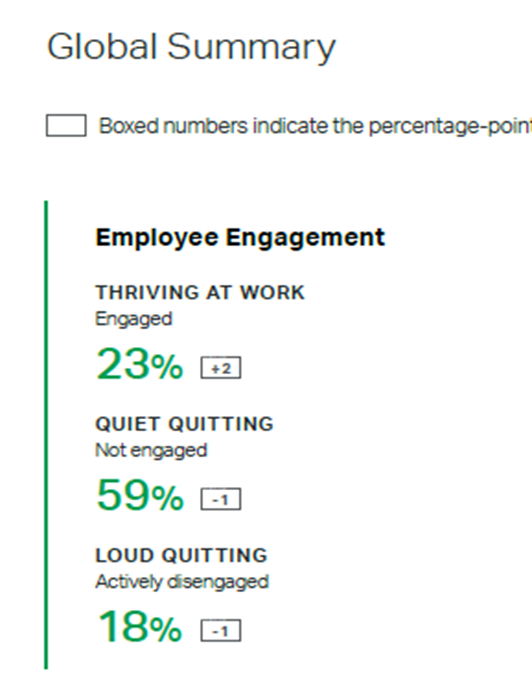 Global Summary
Boxed numbers indicate the percentage-point
Employee Engagement
THRIVING AT WORK
Engaged
23% +2
QUIET QUITTING
Not engaged
59% -1
LOUD QUITTING
Actively disengaged
18% -1